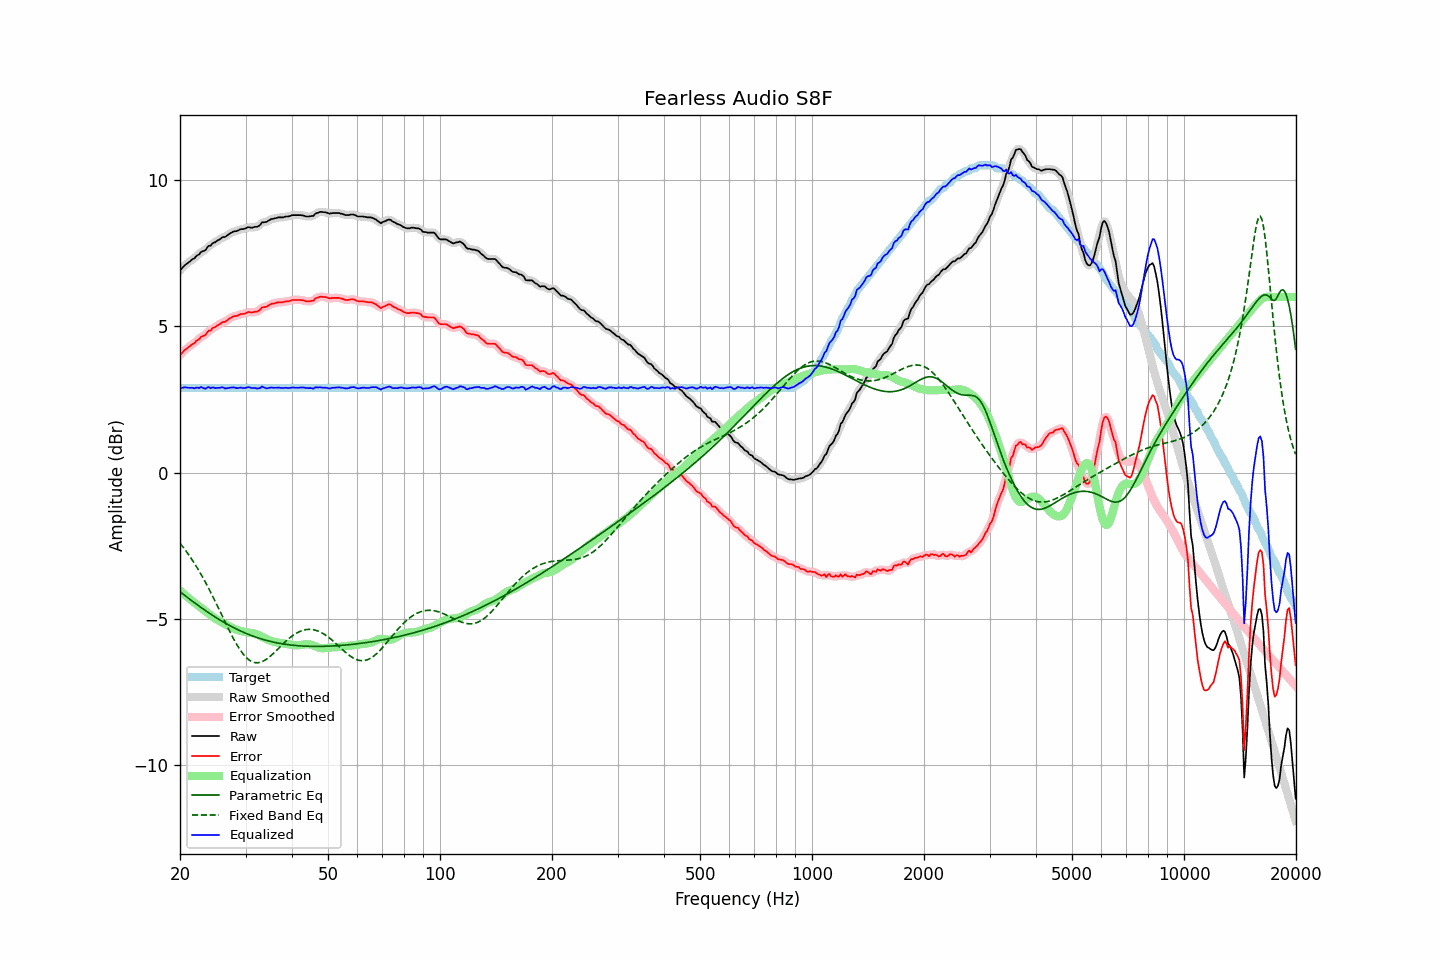 Fearless Audio S8F
Amplitude (dBr)
10
5
0
−5
−10
Target
Raw Smoothed
Error Smoothed
Raw
Error
Equalization
Parametric Eq
Fixed Band Eq
Equalized
20 50 100 200 500 1000 2000 5000 10000 20000
Frequency (Hz)